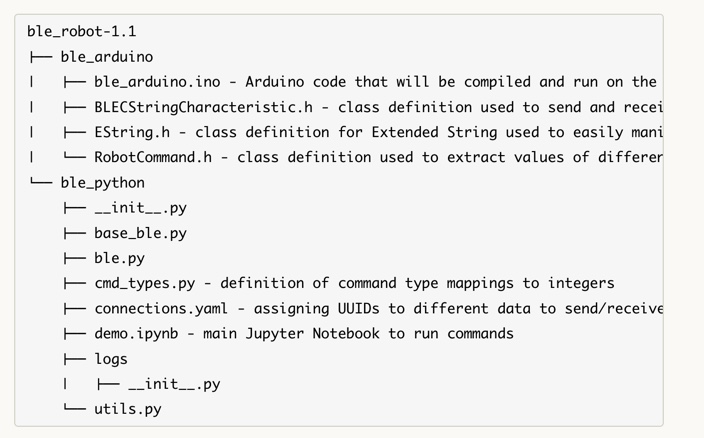 ble_robot-1.1
├── ble_arduino
|   ├── ble_arduino.ino - Arduino code that will be compiled and run on the
|   ├── BLECStringCharacteristic.h - class definition used to send and recei
|   ├── EString.h - class definition for Extended String used to easily mani
|   └── RobotCommand.h - class definition used to extract values of differen
└── ble_python
    ├── __init__.py
    ├── base_ble.py
    ├── ble.py
    ├── cmd_types.py - definition of command type mappings to integers
    ├── connections.yaml - assigning UUIDs to different data to send/receive
    ├── demo.ipynb - main Jupyter Notebook to run commands
    ├── logs
    |   ├── __init__.py
    └── utils.py